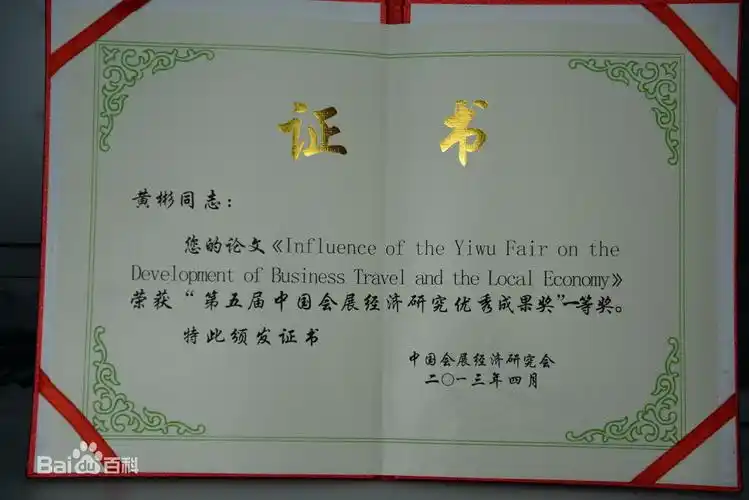 证 书
黄彬同志：
您的论文《Influence of the Yiwu Fair on the
Development of Business Travel and the Local Economy》
荣获“第五届中国会展经济研究优秀成果奖”一等奖。
特此颁发证书
中国会展经济研究会
二〇一三年四月
Bai du 百科